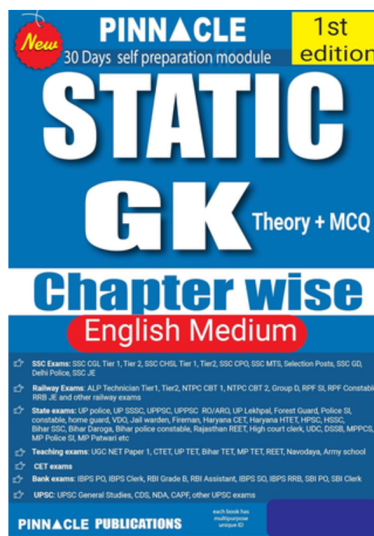 New
PINNACLE
1st
edition
30 Days self preparation moodule
STATIC
GK
Theory + MCQ
Chapter wise
English Medium
SSC Exams: SSC CGL Tier 1, Tier 2, SSC CHSL Tier 1, Tier2, SSC CPO, SSC MTS, Selection Posts, SSC GD,
Delhi Police, SSC JE
Railway Exams: ALP Technician Tier1, Tier2, NTPC CBT 1, NTPC CBT 2, Group D, RPF SI, RPF Constable
RRB JE and other railway exams
State exams: UP police, UP SSSC, UPPSC, UPPSC RO/ARO, UP Lekhpal, Forest Guard, Police SI,
constable, home guard, VDO, Jail warden, Fireman, Haryana CET, Haryana HTET, HPSC, HSSC,
Bihar SSC, Bihar Daroga, Bihar police constable, Rajasthan REET, High court clerk, UDC, DSSB, MPPCS,
MP Police SI, MP Patwari etc
Teaching exams: UGC NET Paper 1, CTET, UP TET, Bihar TET, MP TET, REET, Navodaya, Army school
CET exams
Bank exams: IBPS PO, IBPS Clerk, RBI Grade B, RBI Assistant, IBPS SO, IBPS RRB, SBI PO, SBI Clerk
UPSC: UPSC General Studies, CDS, NDA, CAPF, other UPSC exams
PINNACLE PUBLICATIONS
each book has
multipurpose
unique ID